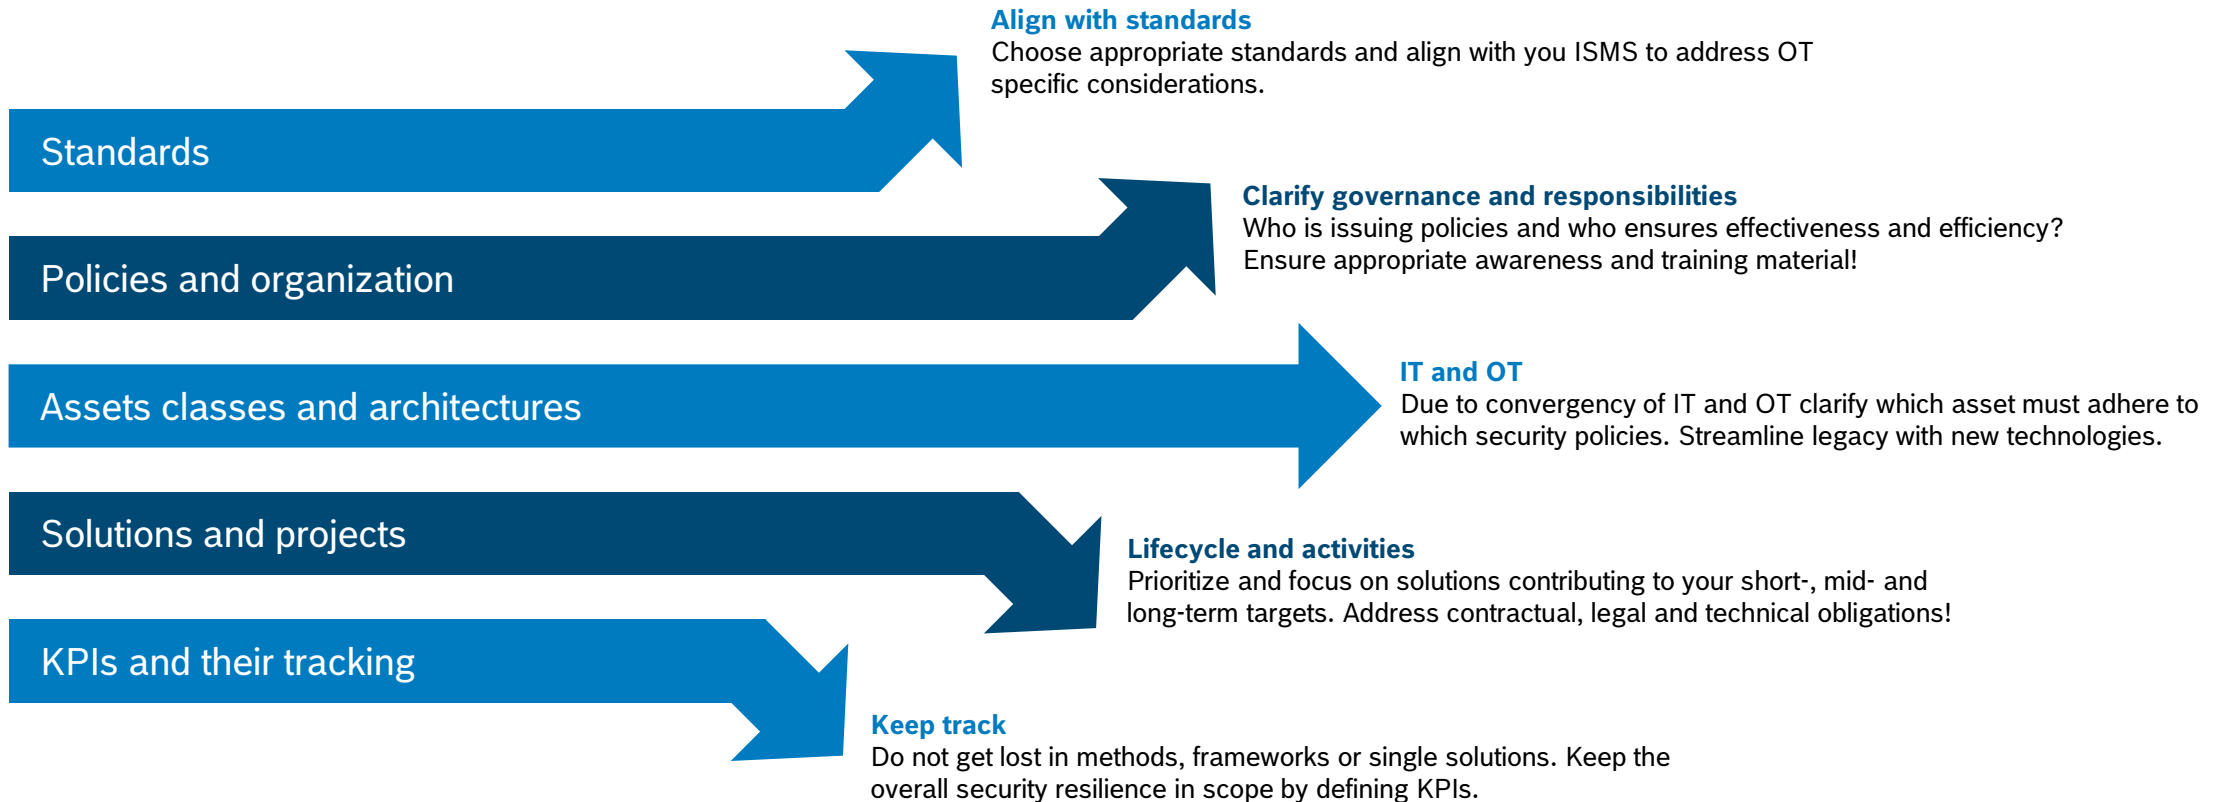 Align with standards
Choose appropriate standards and align with you ISMS to address OT
specific considerations.
Standards
Clarify governance and responsibilities
Who is issuing policies and who ensures effectiveness and efficiency?
Ensure appropriate awareness and training material!
Policies and organization
IT and OT
Due to convergency of IT and OT clarify which asset must adhere to
which security policies. Streamline legacy with new technologies.
Assets classes and architectures
Solutions and projects
Lifecycle and activities
Prioritize and focus on solutions contributing to your short-, mid- and
long-term targets. Address contractual, legal and technical obligations!
KPIs and their tracking
Keep track
Do not get lost in methods, frameworks or single solutions. Keep the
overall security resilience in scope by defining KPIs.